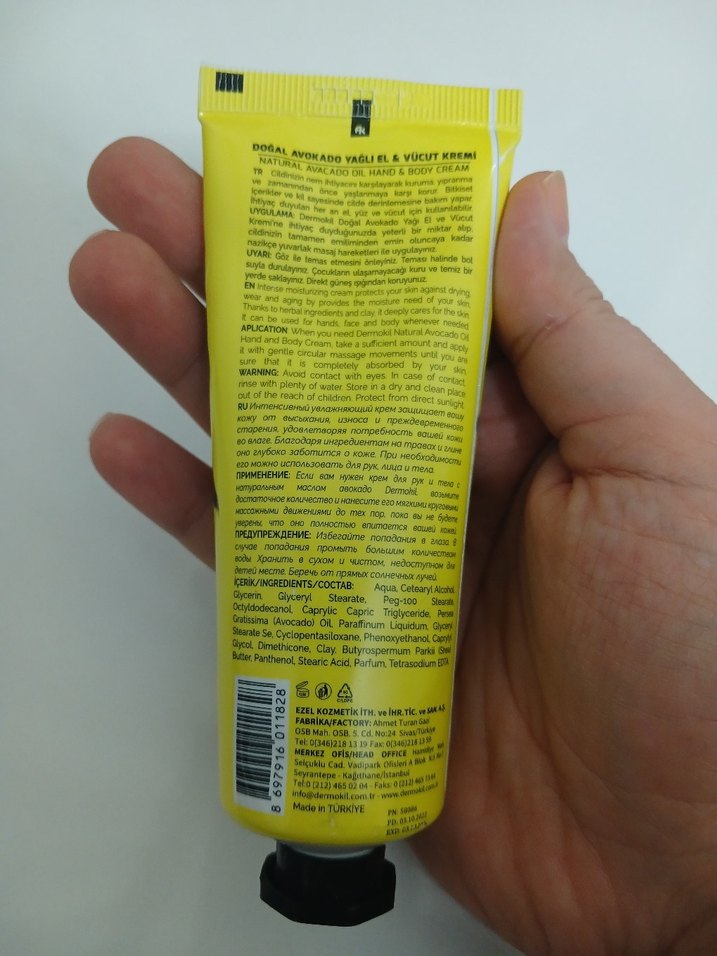 DOĞAL AVOKADO YAĞLI EL & VÜCUT KREMİ
NATURAL AVACADO OIL HAND & BODY CREAM
TR Cildinizin nem ihtiyacını karşılayarak kuruma, yıpranma
ve zamanından önce yaşlanmaya karşı korur. Bitkisel
içerikler ve kil sayesinde cilde derinlemesine bakım yapar.
İhtiyaç duyulan her an el, yüz ve vücut için kullanılabilir.
UYGULAMA: Dermokil Doğal Avokado Yağı El ve Vücut
Kremi'ne ihtiyaç duyduğunuzda yeterli bir miktar alıp,
cildinizin tamamen emiliminden emin oluncaya kadar
nazikçe yuvarlak masaj hareketleri ile uygulayınız.
UYARI: Göz ile temas etmesini önleyiniz. Teması halinde bol
suyla durulayınız. Çocukların ulaşamayacağı kuru ve temiz bir
yerde saklayınız. Direkt güneş ışığından koruyunuz.
EN Intense moisturizing cream protects your skin against drying,
wear and aging by provides the moisture need of your skin.
Thanks to herbal ingredients and clay, it deeply cares for the skin.
It can be used for hands, face and body whenever needed.
APLICATION When you need Dermokil Natural Avocado Oil
Hand and Body Cream, take a sufficient amount and apply
it with gentle circular massage movements until you are
sure that it is completely absorbed by your skin.
WARNING: Avoid contact with eyes. In case of contact,
rinse with plenty of water. Store in a dry and clean place
out of the reach of children. Protect from direct sunlight.
RU Интенсивный увлажняющий крем защищает вашу
кожу от высыхания, износа и преждевременного
старения, удовлетворяя потребность вашей кожи
во влаге. Благодаря ингредиентам на травах и глине
оно глубоко заботится о коже. При необходимости
его можно использовать для рук, лица и тела.
ПРИМЕНЕНИЕ: Если вам нужен крем для рук и тела с
натуральным маслом авокадо Dermokil, возьмите
достаточное количество и нанесите его мягкими круговыми
массажными движениями до тех пор, пока вы не будете
уверены, что оно полностью впитается вашей кожей.
ПРЕДУПРЕЖДЕНИЕ: Избегайте попадания в глаза. В
случае попадания промыть большим количеством
воды. Хранить в сухом и чистом, недоступном для
детей месте. Беречь от прямых солнечных лучей.
İÇERİK/INGREDIENTS/СОСТАВ: Aqua, Cetearyl Alcohol,
Glycerin, Glyceryl Stearate, Peg-100 Stearate,
Octyldodecanol, Caprylic Capric Triglyceride, Persea
Gratissima (Avocado) Oil, Paraffinum Liquidum, Glyceryl
Stearate Se, Cyclopentasiloxane, Phenoxyethanol, Caprylyl
Glycol, Dimethicone, Clay, Butyrospermum Parkii (Shea)
Butter, Panthenol, Stearic Acid, Parfum, Tetrasodium EDTA
EZEL KOZMETİK İTH. ve İHR. TİC. ve SAN. A.Ş.
FABRİKA/FACTORY: Ahmet Turan Gazi
OSB Mah. OSB. 5. Cd. No:24 Sivas/Türkiye
Tel: 0(346)218 13 19 Fax: 0(346)218 13 59
MERKEZ OFİS/HEAD OFFICE Hamidiye Mh.
Selçuklu Cad. Vadipark Ofisleri A Blok
Seyrantepe - Kağıthane/İstanbul
Tel:0 (212) 465 02 04 - Faks: 0 (212) 465
info@dermokil.com.tr - www.dermokil.com.tr
Made in TÜRKİYE
8 697916 011828
PN:
PD: 03.10.2022
EXP: